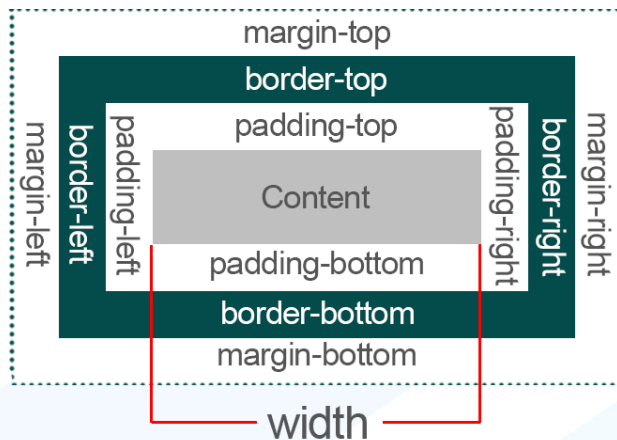 margin-top
border-top
padding-top
margin-left
border-left
padding-left
Content
padding-right
border-right
margin-right
padding-bottom
border-bottom
margin-bottom
width